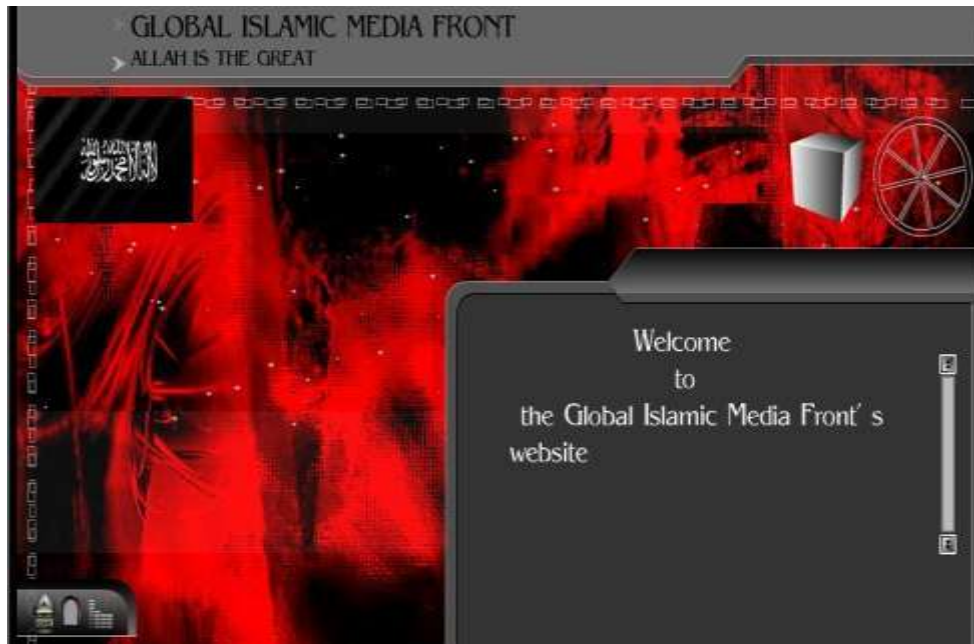 GLOBAL ISLAMIC MEDIA FRONT
ALLAH IS THE GREAT
لا إله إلا الله محمد رسول الله
Welcome
to
the Global Islamic Media Front' s
website